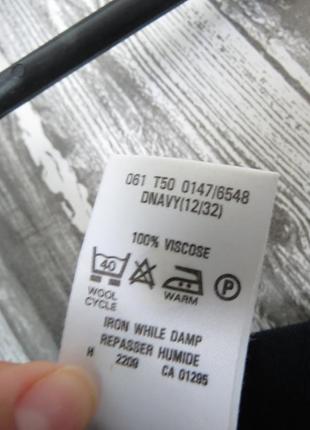 061 T50 0147/6548
DNAVY(12/32)
100% VISCOSE
40
P
WOOL
CYCLE
WARM
IRON WHILE DAMP
REPASSER HUMIDE
H 2209 CA 01295